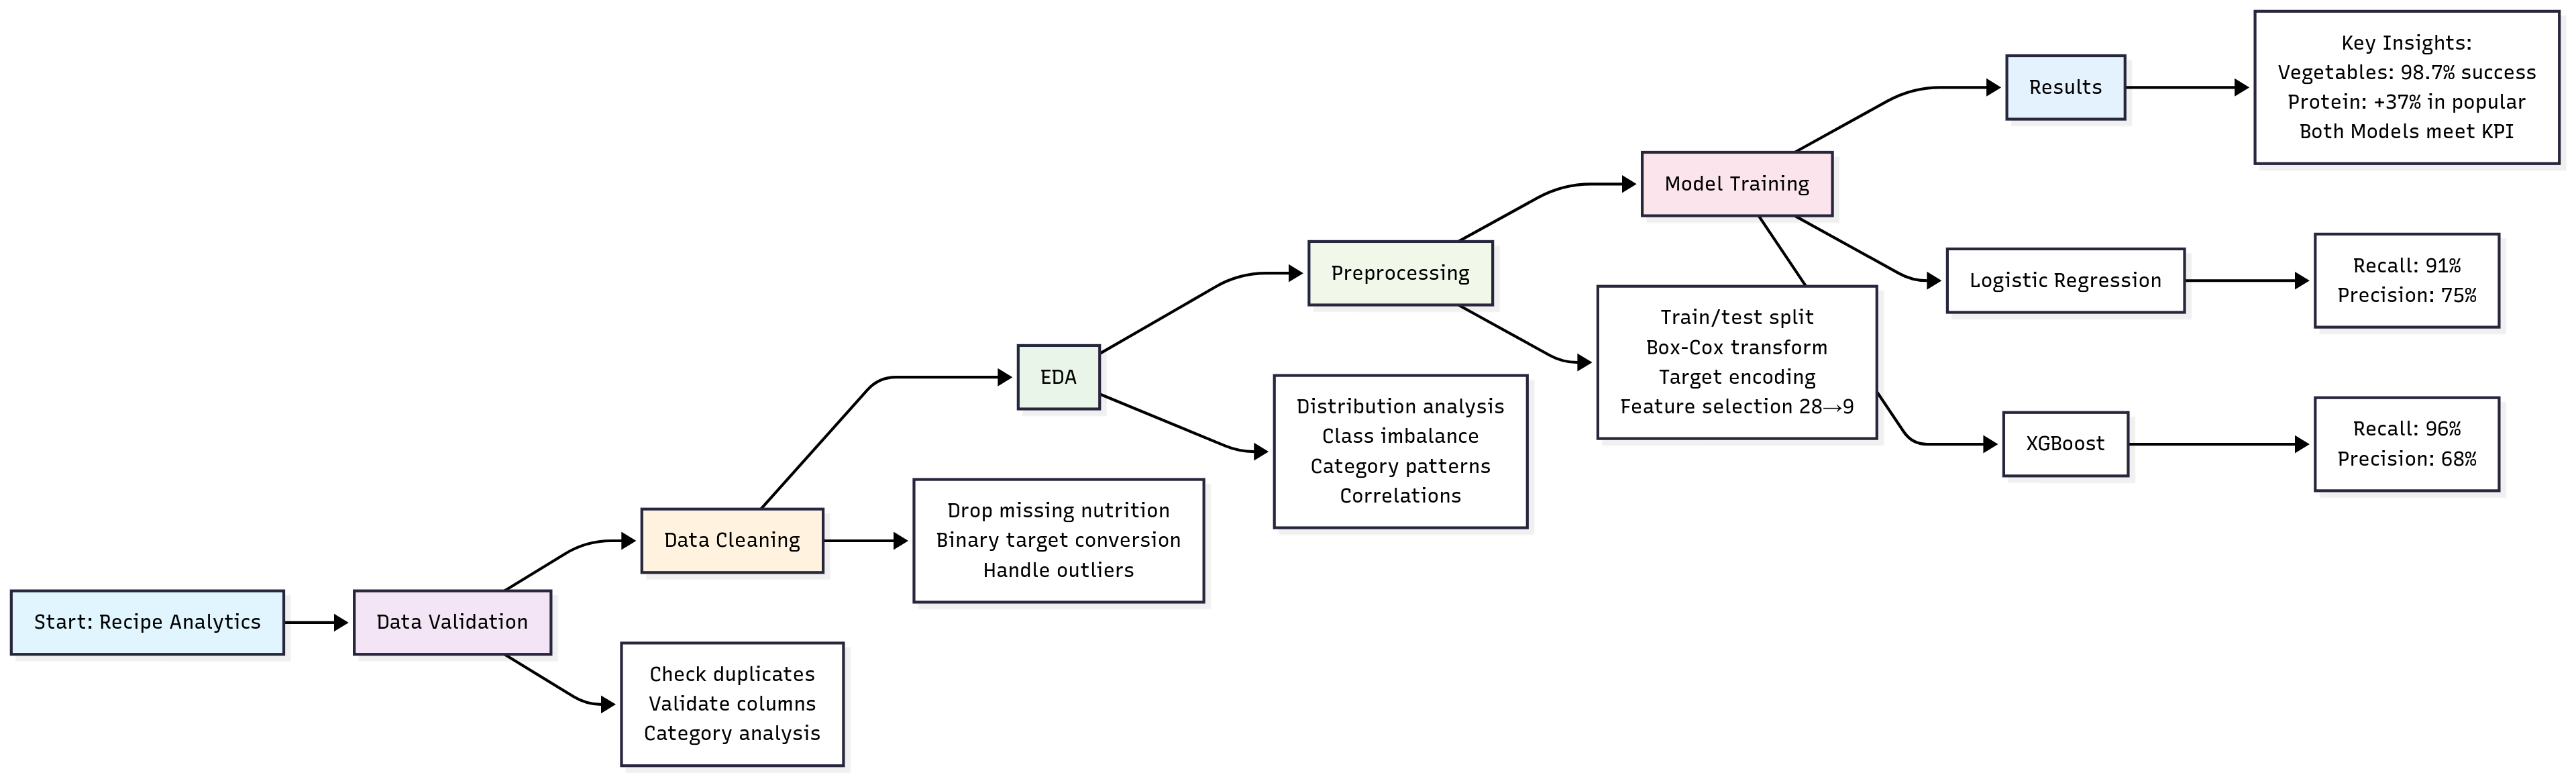 Start: Recipe Analytics
Data Validation
Check duplicates
Validate columns
Category analysis
Data Cleaning
Drop missing nutrition
Binary target conversion
Handle outliers
EDA
Distribution analysis
Class imbalance
Category patterns
Correlations
Preprocessing
Train/test split
Box-Cox transform
Target encoding
Feature selection 28→9
Model Training
Results
Key Insights:
Vegetables: 98.7% success
Protein: +37% in popular
Both Models meet KPI
Logistic Regression
Recall: 91%
Precision: 75%
XGBoost
Recall: 96%
Precision: 68%